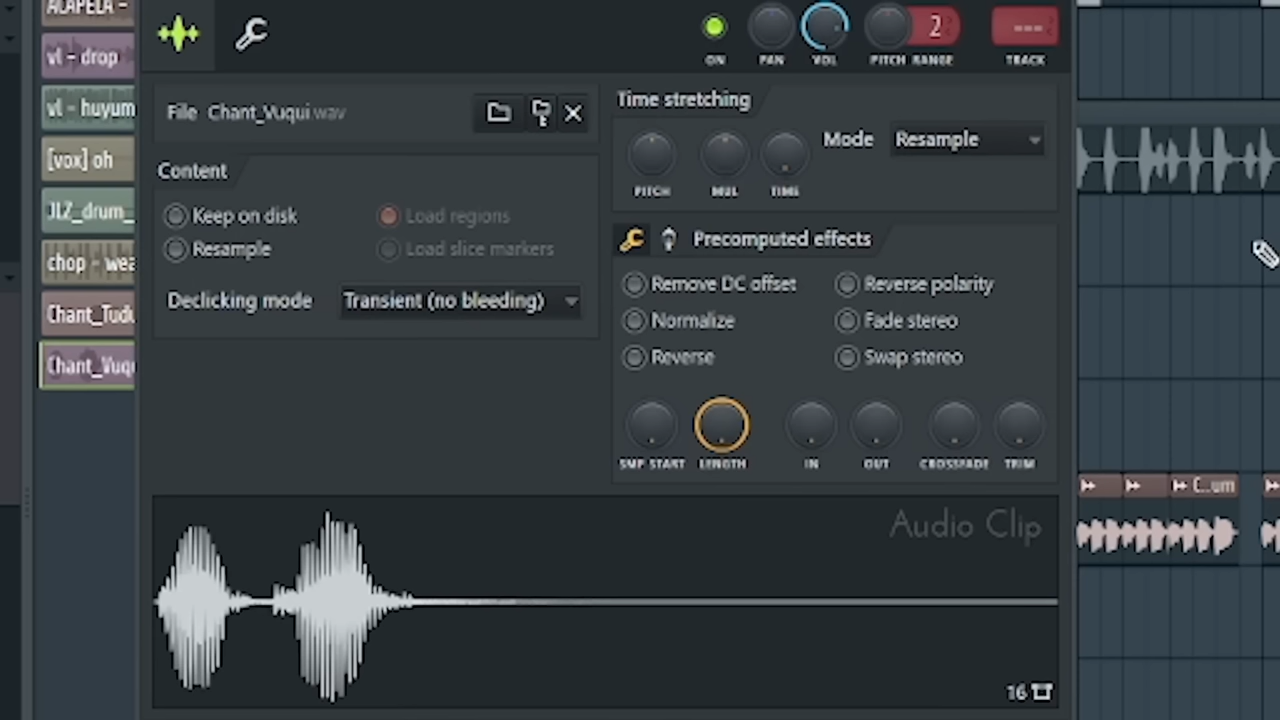 ACAPELA -
vl - drop
vl - huyum
[vox] oh
JLZ_drum_
chop - wea
Chant_Tudu
Chant_Vuqu
ON
PAN
VOL
PITCH
2
RANGE
---
TRACK
File Chant_Vuqui.wav
Content
Keep on disk
Load regions
Resample
Load slice markers
Declicking mode
Transient (no bleeding)
Time stretching
PITCH
MUL
TIME
Mode
Resample
Precomputed effects
Remove DC offset
Reverse polarity
Normalize
Fade stereo
Reverse
Swap stereo
SMP START
LENGTH
IN
OUT
CROSSFADE
TRIM
Audio Clip
16
C..um